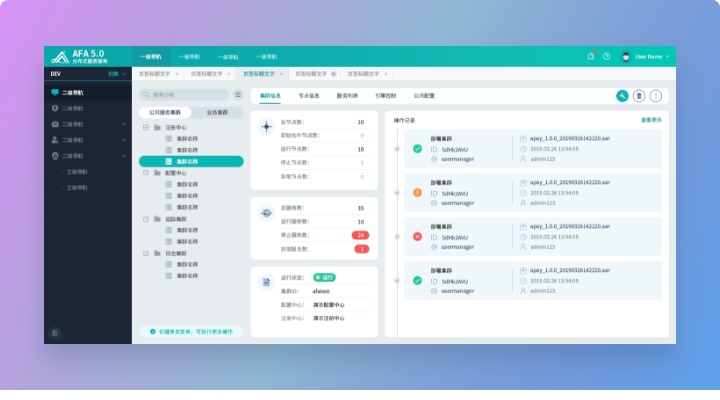 AFA 5.0
分布式服务架构
一级导航
一级导航
一级导航
一级导航
User Name
DEV
切换
页签标题文字 ×
页签标题文字 ×
页签标题文字 ×
页签标题文字
页签标题文字 ×
二级导航
二级导航
二级导航
二级导航
二级导航
三级导航
三级导航
搜索分类
公共服务集群
业务集群
注册中心
集群名称
集群名称
集群名称
配置中心
集群名称
集群名称
集群名称
集群名称
集群名称
日志集群
集群名称
集群名称
右键单击菜单，可执行更多操作
集群信息
节点信息
服务列表
引擎控制
公共配置
总节点数： 10
初始化中节点数： 0
运行节点数： 10
停止节点数： 0
异常节点数： 0
总服务数： 35
运行服务数： 10
停止服务数： 24
异常服务数： 1
运行状态： 运行
集群ID： afatest
配置中心： 演示配置中心
注册中心： 演示注册中心
操作记录
查看更多
部署集群
ID SdHk2AVU
usermanager
apay_1.0.0_20190326142220.aar
2019.03.26 13:54:09
admin123
部署集群
ID SdHk2AVU
usermanager
apay_1.0.0_20190326142220.aar
2019.03.26 13:54:09
admin123
部署集群
ID SdHk2AVU
usermanager
apay_1.0.0_20190326142220.aar
2019.03.26 13:54:09
admin123
部署集群
ID SdHk2AVU
usermanager
apay_1.0.0_20190326142220.aar
2019.03.26 13:54:09
admin123